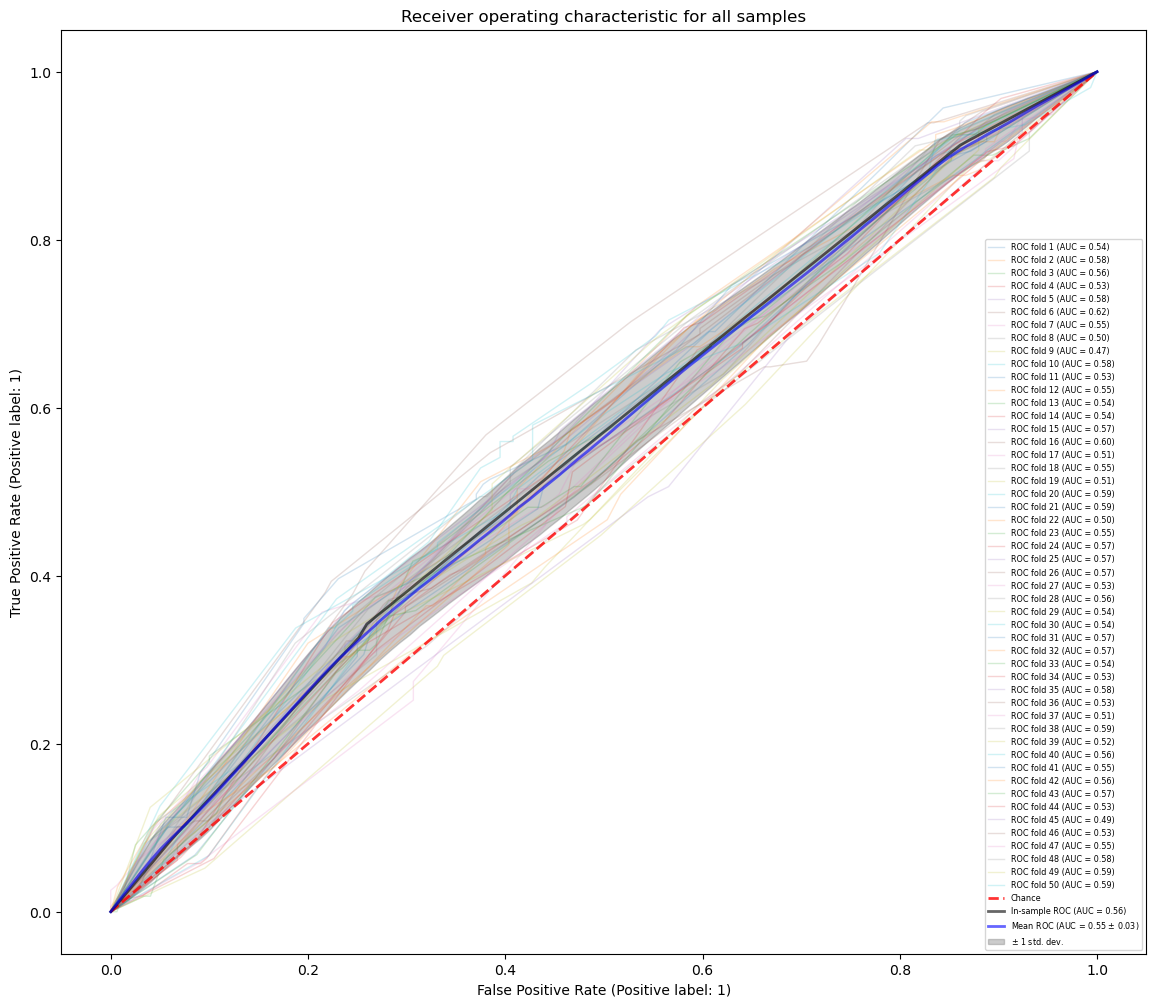 Receiver operating characteristic for all samples
True Positive Rate (Positive label: 1)
1.0
0.8
0.6
0.4
0.2
0.0
ROC fold 1 (AUC = 0.54)
ROC fold 2 (AUC = 0.58)
ROC fold 3 (AUC = 0.56)
ROC fold 4 (AUC = 0.53)
ROC fold 5 (AUC = 0.58)
ROC fold 6 (AUC = 0.62)
ROC fold 7 (AUC = 0.55)
ROC fold 8 (AUC = 0.50)
ROC fold 9 (AUC = 0.47)
ROC fold 10 (AUC = 0.58)
ROC fold 11 (AUC = 0.53)
ROC fold 12 (AUC = 0.55)
ROC fold 13 (AUC = 0.54)
ROC fold 14 (AUC = 0.54)
ROC fold 15 (AUC = 0.57)
ROC fold 16 (AUC = 0.60)
ROC fold 17 (AUC = 0.51)
ROC fold 18 (AUC = 0.55)
ROC fold 19 (AUC = 0.51)
ROC fold 20 (AUC = 0.59)
ROC fold 21 (AUC = 0.59)
ROC fold 22 (AUC = 0.50)
ROC fold 23 (AUC = 0.55)
ROC fold 24 (AUC = 0.57)
ROC fold 25 (AUC = 0.57)
ROC fold 26 (AUC = 0.57)
ROC fold 27 (AUC = 0.53)
ROC fold 28 (AUC = 0.56)
ROC fold 29 (AUC = 0.54)
ROC fold 30 (AUC = 0.54)
ROC fold 31 (AUC = 0.57)
ROC fold 32 (AUC = 0.57)
ROC fold 33 (AUC = 0.54)
ROC fold 34 (AUC = 0.53)
ROC fold 35 (AUC = 0.58)
ROC fold 36 (AUC = 0.53)
ROC fold 37 (AUC = 0.51)
ROC fold 38 (AUC = 0.59)
ROC fold 39 (AUC = 0.52)
ROC fold 40 (AUC = 0.56)
ROC fold 41 (AUC = 0.55)
ROC fold 42 (AUC = 0.56)
ROC fold 43 (AUC = 0.57)
ROC fold 44 (AUC = 0.53)
ROC fold 45 (AUC = 0.49)
ROC fold 46 (AUC = 0.53)
ROC fold 47 (AUC = 0.55)
ROC fold 48 (AUC = 0.58)
ROC fold 49 (AUC = 0.59)
ROC fold 50 (AUC = 0.59)
Chance
In-sample ROC (AUC = 0.56)
Mean ROC (AUC = 0.55 ± 0.03)
± 1 std. dev.
0.0 0.2 0.4 0.6 0.8 1.0
False Positive Rate (Positive label: 1)